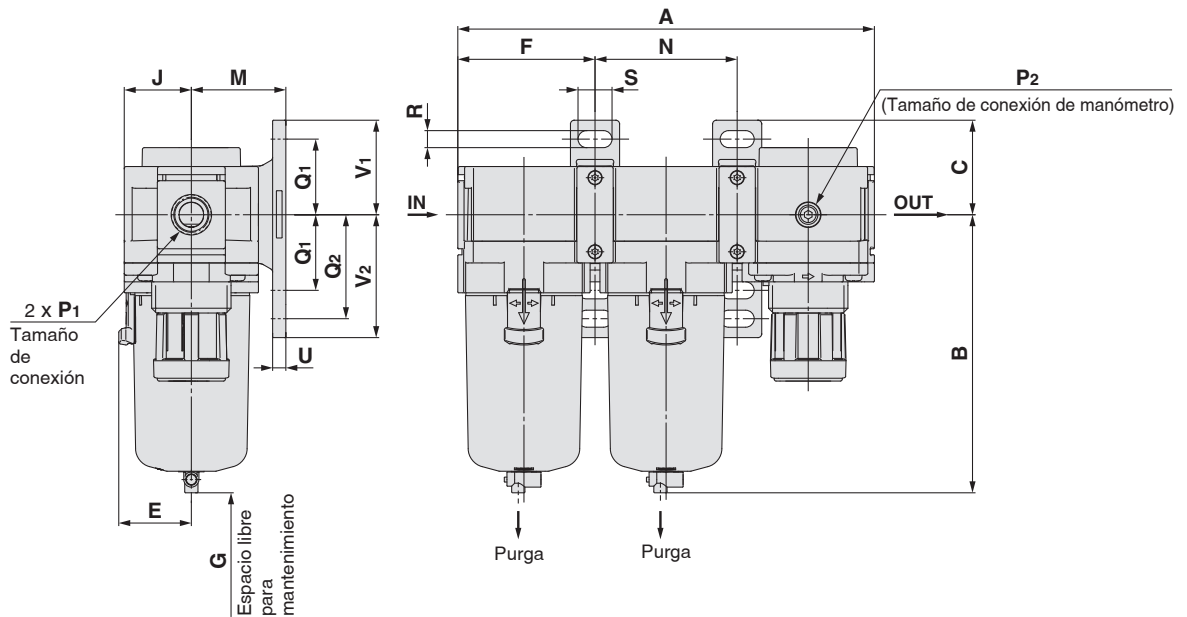 A
F
N
J
M
S
P2
(Tamaño de conexión de manómetro)
R
V1
Q1
C
IN
OUT
Q1
Q2
V2
2 x P1
Tamaño
de
conexión
U
B
E
G
Espacio libre
para
mantenimiento
Purga
Purga